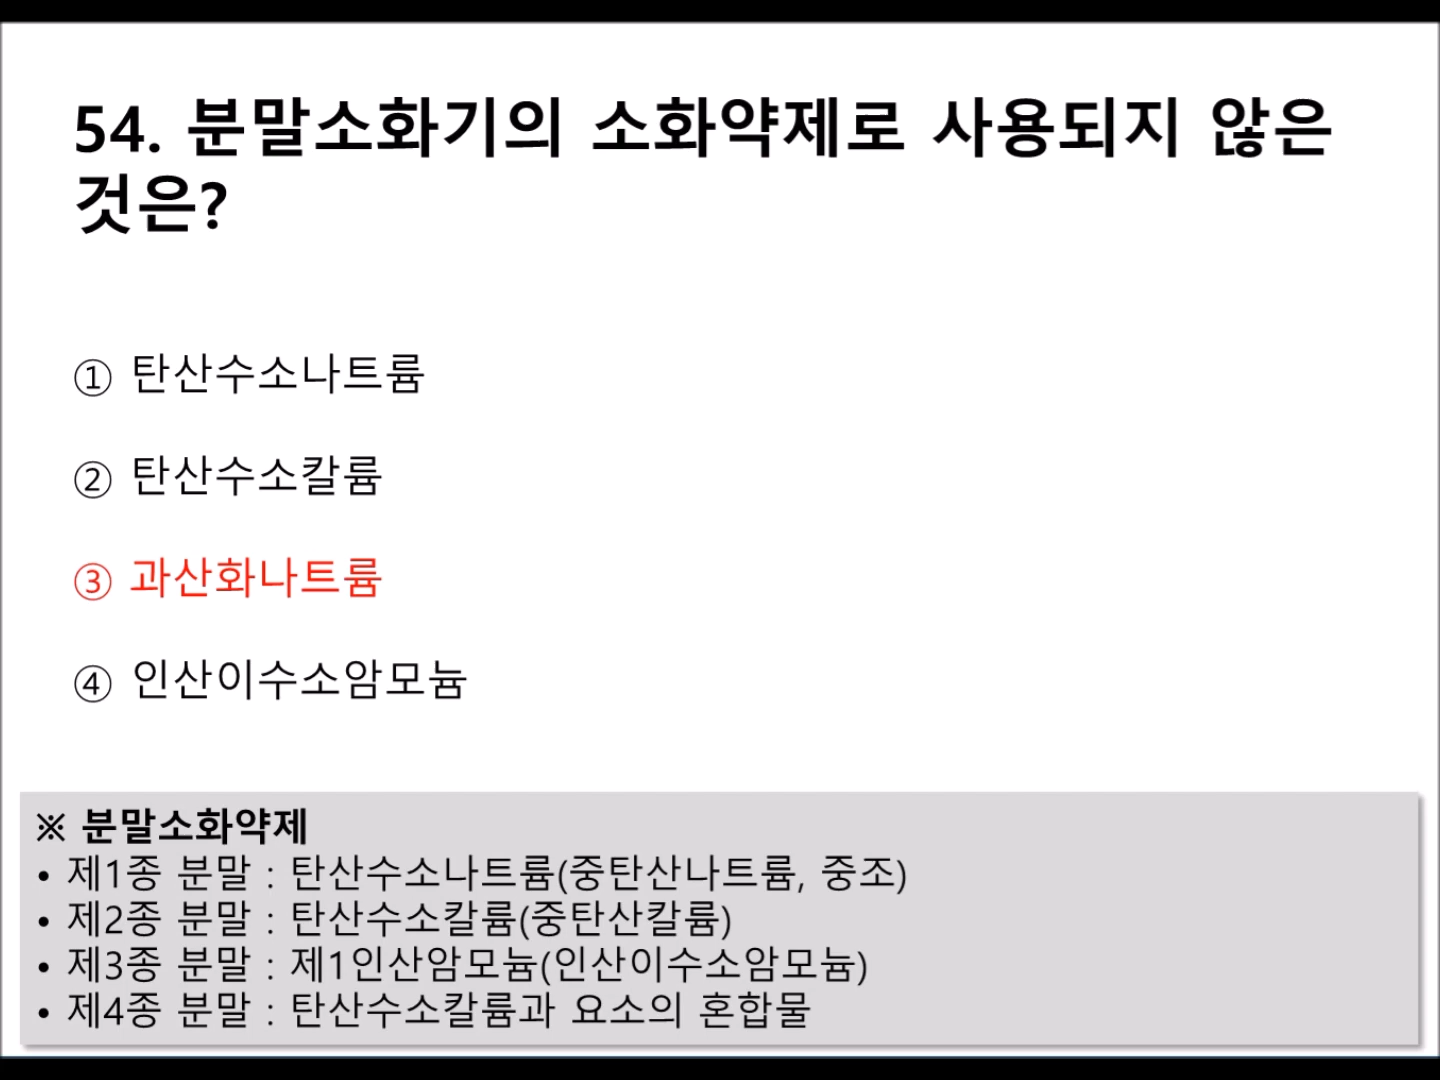 54. 분말소화기의 소화약제로 사용되지 않은
것은?
① 탄산수소나트륨
② 탄산수소칼륨
③ 과산화나트륨
④ 인산이수소암모늄
※ 분말소화약제
• 제1종 분말 : 탄산수소나트륨(중탄산나트륨, 중조)
• 제2종 분말 : 탄산수소칼륨(중탄산칼륨)
• 제3종 분말 : 제1인산암모늄(인산이수소암모늄)
• 제4종 분말 : 탄산수소칼륨과 요소의 혼합물